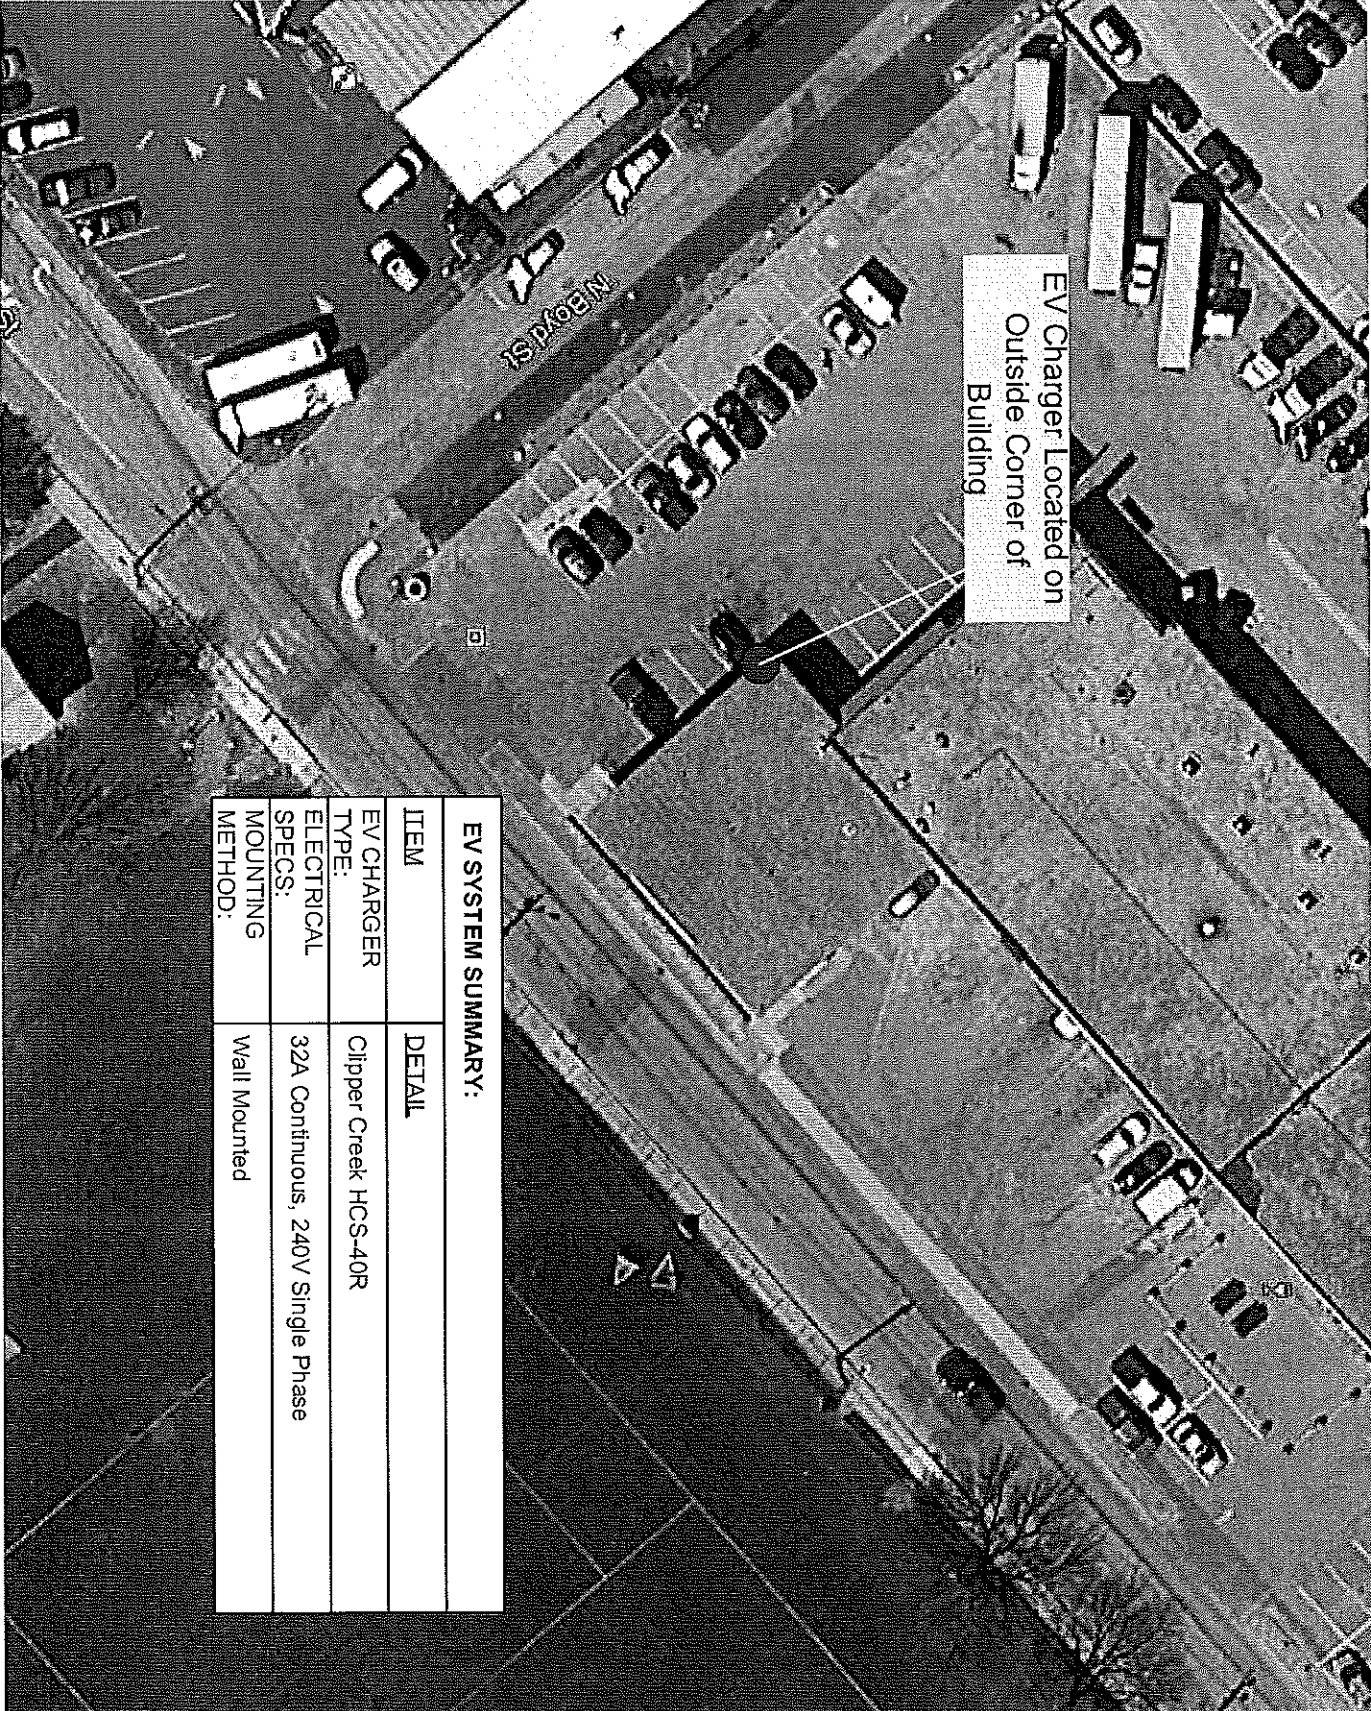 EV Charger Located on
Outside Corner of
Building
N Boyd St
EV SYSTEM SUMMARY:
ITEM DETAIL
EV CHARGER
TYPE: Clipper Creek HCS-40R
ELECTRICAL
SPECS: 32A Continuous, 240V Single Phase
MOUNTING
METHOD: Wall Mounted